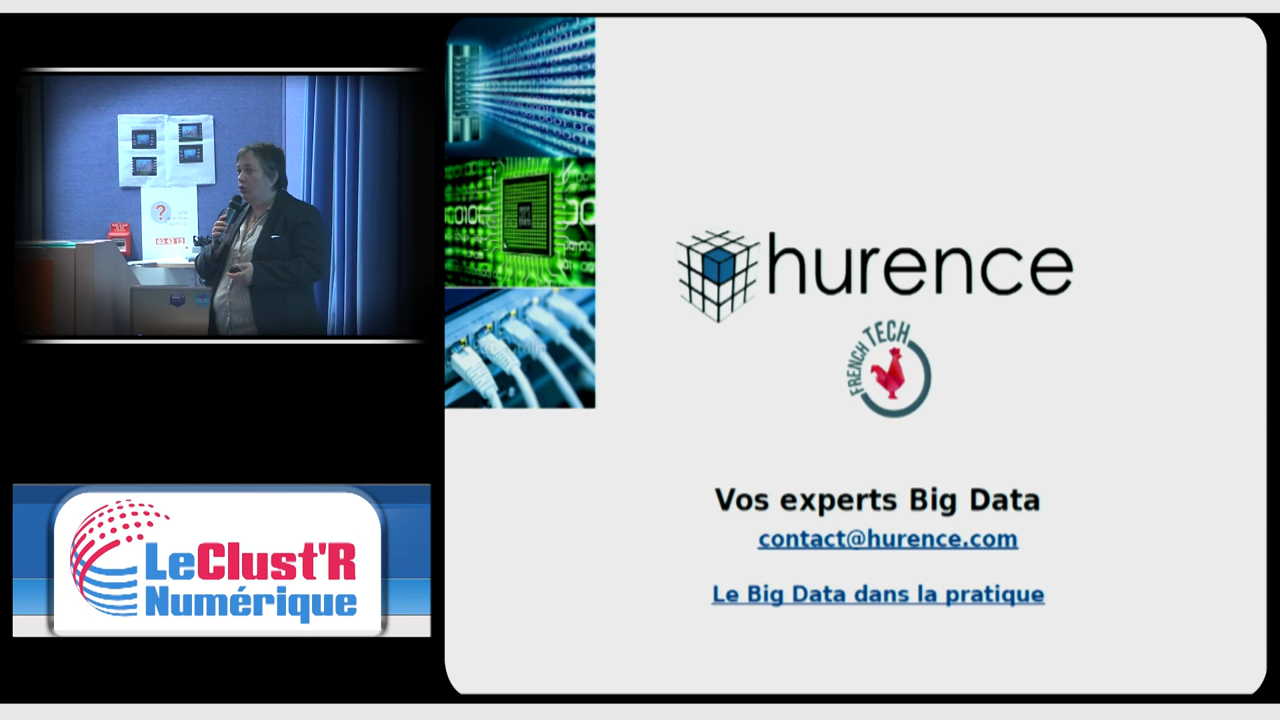 hurence
FRENCH TECH
Vos experts Big Data
contact@hurence.com
Le Big Data dans la pratique
LeClust'R
Numérique
?